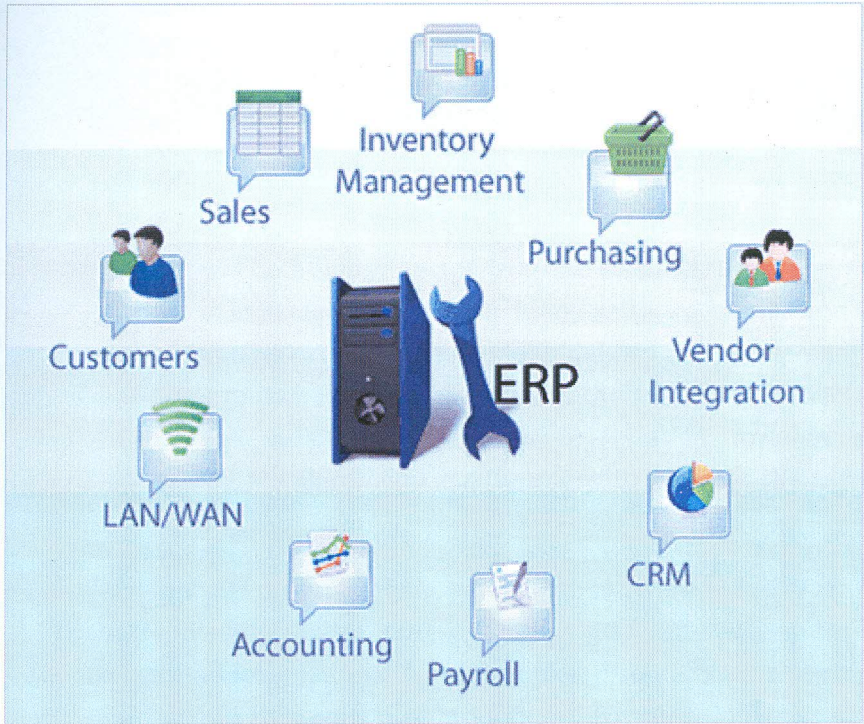 Inventory
Management
Sales
Purchasing
Customers
Vendor
Integration
ERP
LAN/WAN
CRM
Accounting
Payroll